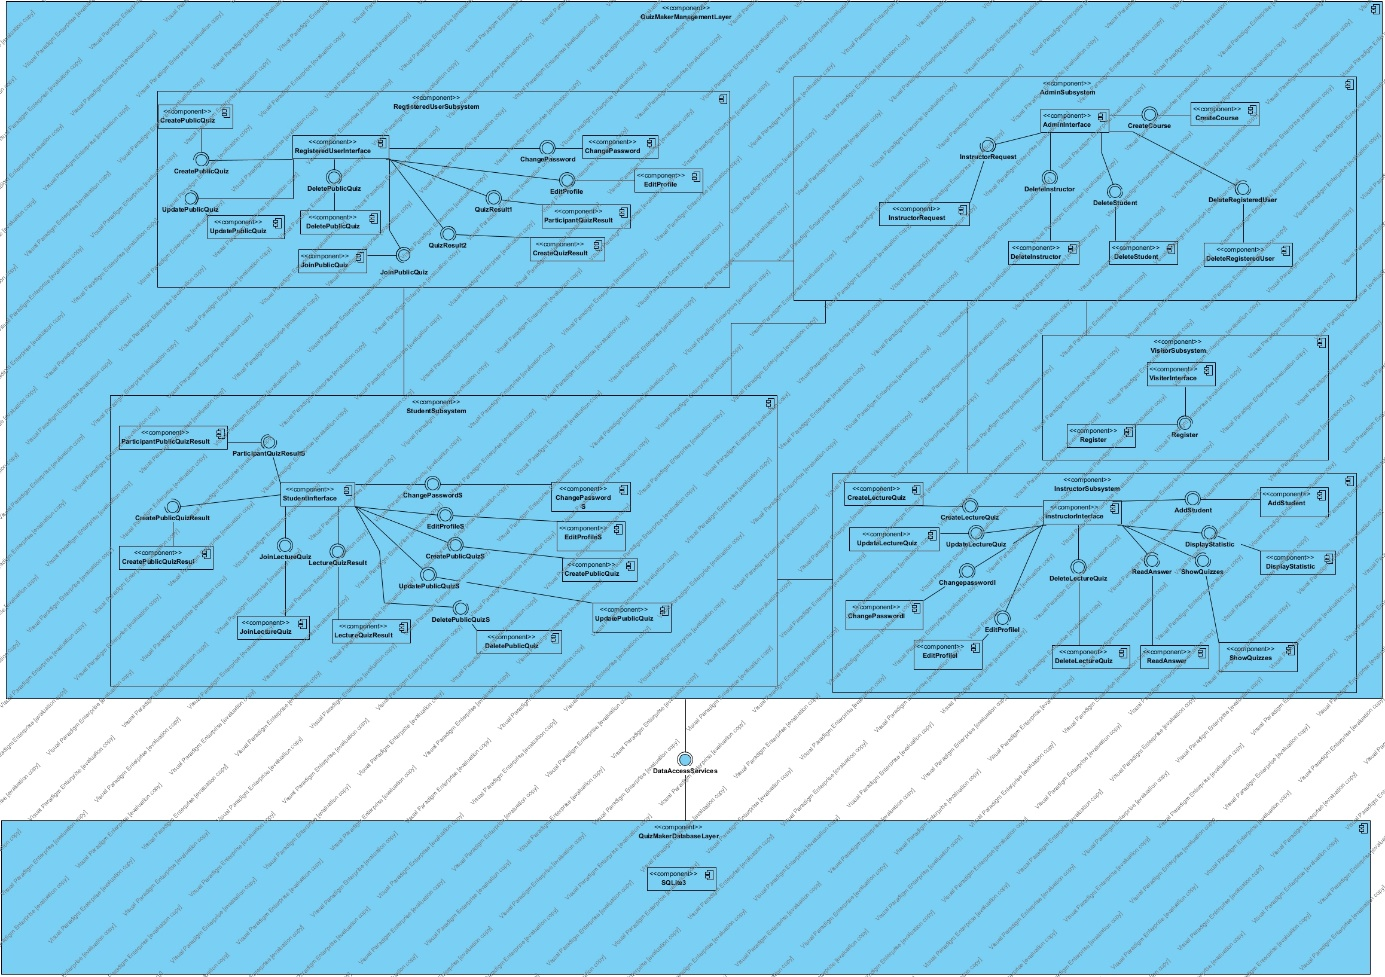 <<component>>
QuizMakerManagementLayer
<<component>>
RegtisteredUserSubsystem
<<component>>
CreatePublicQuiz
CreatePublicQuiz
<<component>>
RegisteredUserInterface
ChangePassword
<<component>>
ChangePassword
DeletePublicQuiz
EditProfile
<<component>>
EditProfile
UpdatePublicQuiz
<<component>>
UpdatePublicQuiz
<<component>>
DeletePublicQuiz
QuizResult1
<<component>>
ParticipantQuizResult
QuizResult2
<<component>>
CreateQuizResult
<<component>>
JoinPublicQuiz
JoinPublicQuiz
<<component>>
AdminSubsystem
<<component>>
AdminInterface
CreateCourse
<<component>>
CreateCourse
InstructorRequest
DeleteInstructor
DeleteStudent
DeleteRegisteredUser
<<component>>
InstructorRequest
<<component>>
DeleteInstructor
<<component>>
DeleteStudent
<<component>>
DeleteRegisteredUser
<<component>>
VisitorSubsystem
<<component>>
VisiterInterface
<<component>>
Register
Register
<<component>>
StudentSubsystem
<<component>>
ParticipantPublicQuizResult
ParticipantQuizResultS
<<component>>
StudentInterface
ChangePasswordS
<<component>>
ChangePassword
S
CreatePublicQuizResult
EditProfileS
<<component>>
EditProfileS
<<component>>
CreatePublicQuizResul
JoinLectureQuiz
LectureQuizResult
CreatePublicQuizS
<<component>>
CreatePublicQuiz
UpdatePublicQuizS
<<component>>
UpdatePublicQuiz
DeletePublicQuizS
<<component>>
DaletePublicQuiz
<<component>>
JoinLectureQuiz
<<component>>
LectureQuizResult
<<component>>
InstructorSubsystem
<<component>>
CreateLectureQuiz
CreateLectureQuiz
<<component>>
InstructorInterface
AddStudent
<<component>>
AddStudent
<<component>>
UpdateLectureQuiz
UpdateLectureQuiz
DisplayStatistic
<<component>>
DisplayStatistic
ChangepasswordI
DeleteLectureQuiz
ReadAnswer
ShowQuizzes
<<component>>
ChangePasswordI
EditProfileI
<<component>>
EditProfileI
<<component>>
DeleteLectureQuiz
<<component>>
ReadAnswer
<<component>>
ShowQuizzes
DataAccessServices
<<component>>
QuizMakerDatabaseLayer
<<component>>
SQLite3